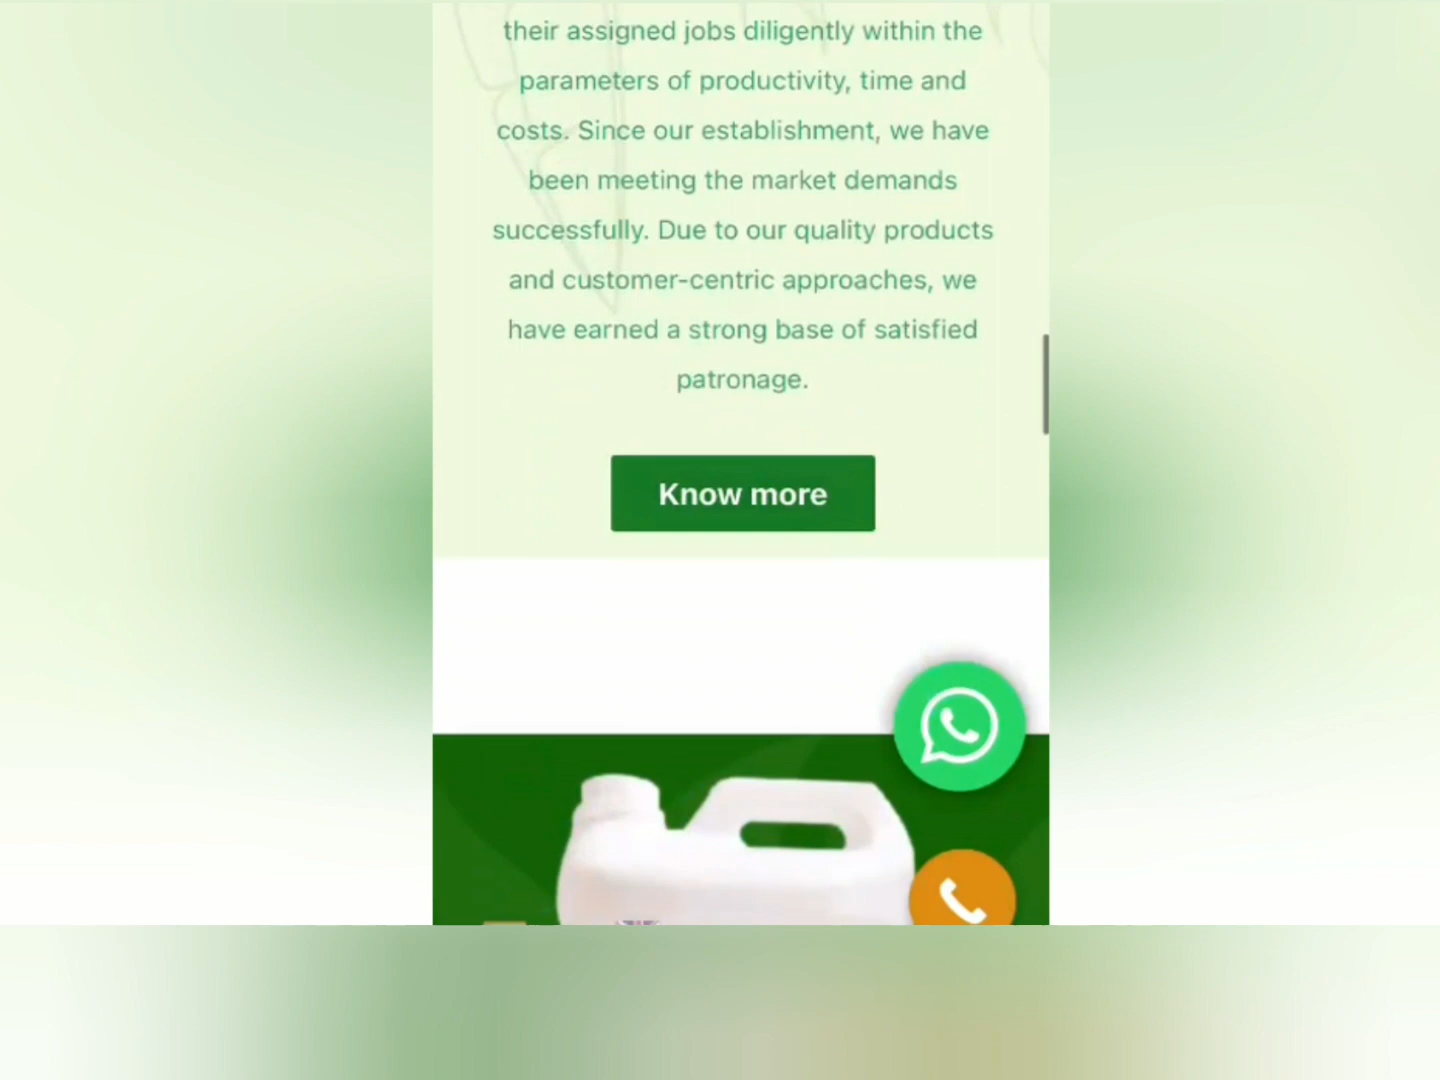 their assigned jobs diligently within the
parameters of productivity, time and
costs. Since our establishment, we have
been meeting the market demands
successfully. Due to our quality products
and customer-centric approaches, we
have earned a strong base of satisfied
patronage.
Know more